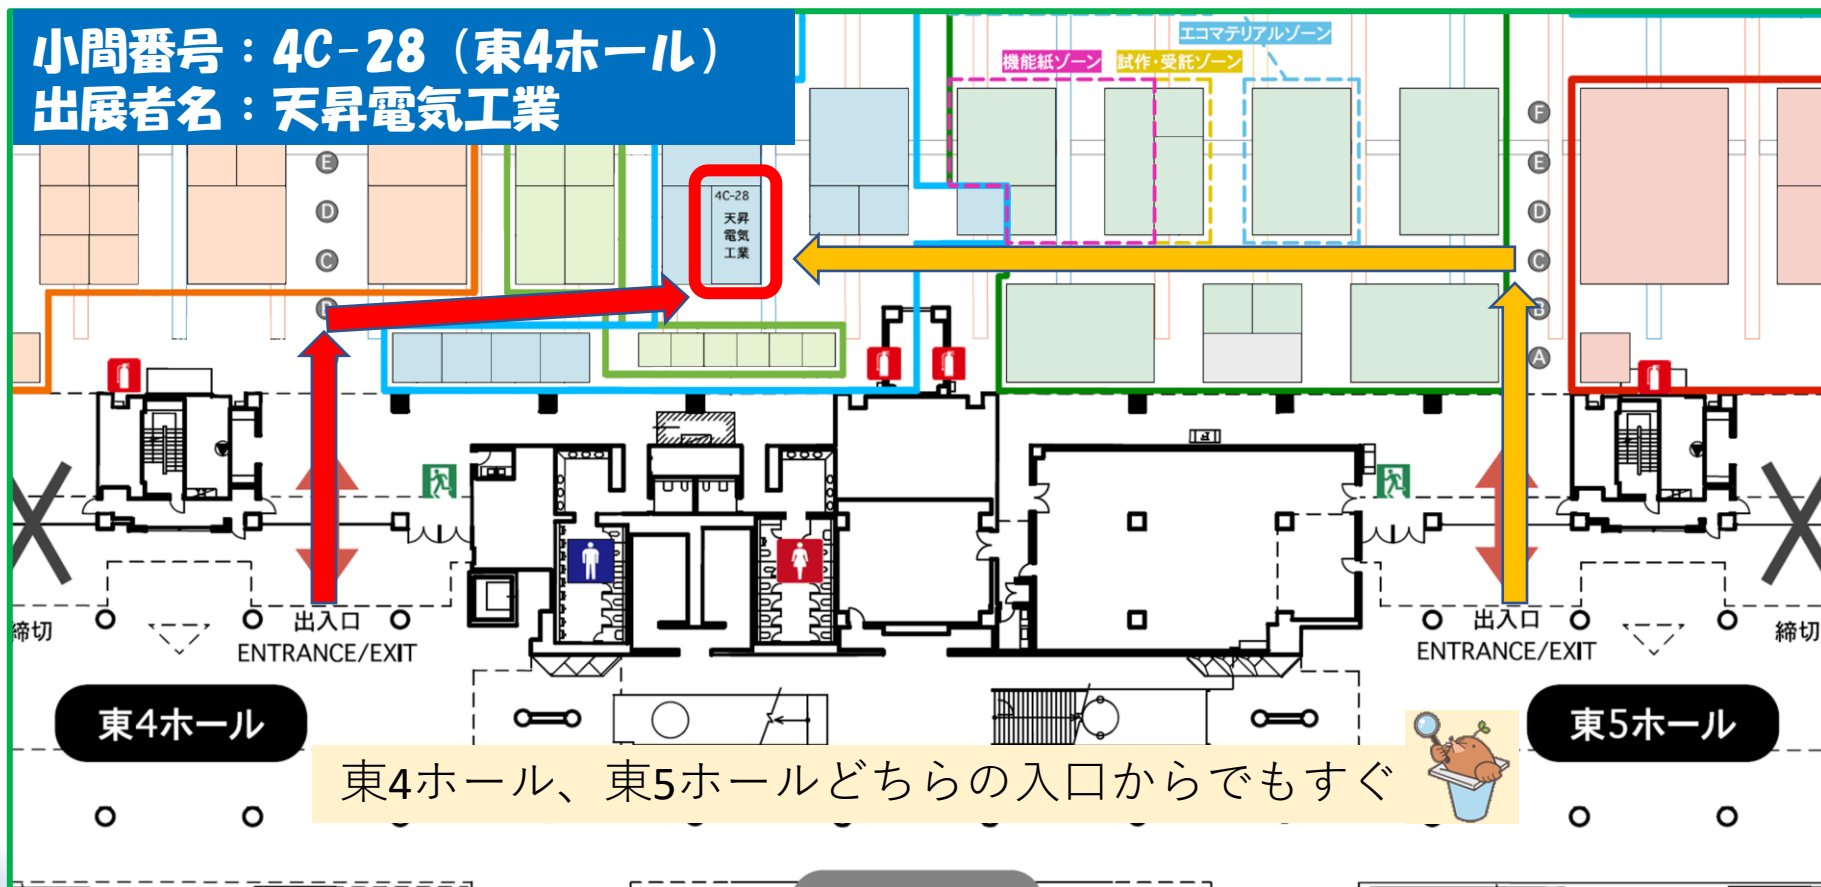 小間番号：4C-28（東4ホール）
出展者名：天昇電気工業
エコマテリアルゾーン
機能紙ゾーン
試作・受託ゾーン
F
E
E
D
D
C
C
B
A
4C-28
天昇
電気
工業
出入口
ENTRANCE/EXIT
出入口
ENTRANCE/EXIT
締切
締切
東4ホール
東5ホール
東4ホール、東5ホールどちらの入口からでもすぐ